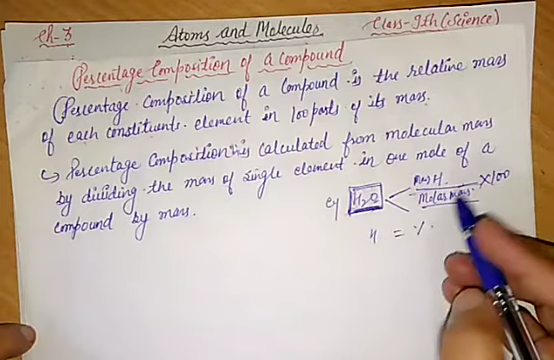 Ch-3 Atoms and Molecules Class-9th (Science)
Percentage Composition of a Compound
Percentage composition of a compound is the relative mass
of each constituents element in 100 parts of its mass.
→ Percentage Composition is calculated from molecular mass
by dividing the mass of single element in one mole of a
compound by mass.
eg H2O < mass H. / Molar mass ×100
H = %.